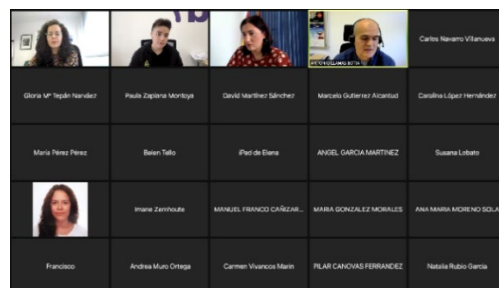 Carlos Navarro Villanueva
Gloria Mª Tepán Narváez
Paula Zaplana Montoya
David Martínez Sánchez
Marcelo Gutierrez Alcantud
Carolina López Hernández
María Pérez Pérez
Belen Tello
iPad de Elena
ANGEL GARCIA MARTINEZ
Susana Lobato
Imane Zemhoute
MANUEL FRANCO CAÑIZAR...
MARIA GONZALEZ MORALES
ANA MARIA MORENO SOLA
Francisco
Andrea Muro Ortega
Carmen Vivancos Marin
PILAR CANOVAS FERRANDEZ
Natalia Rubio Garcia